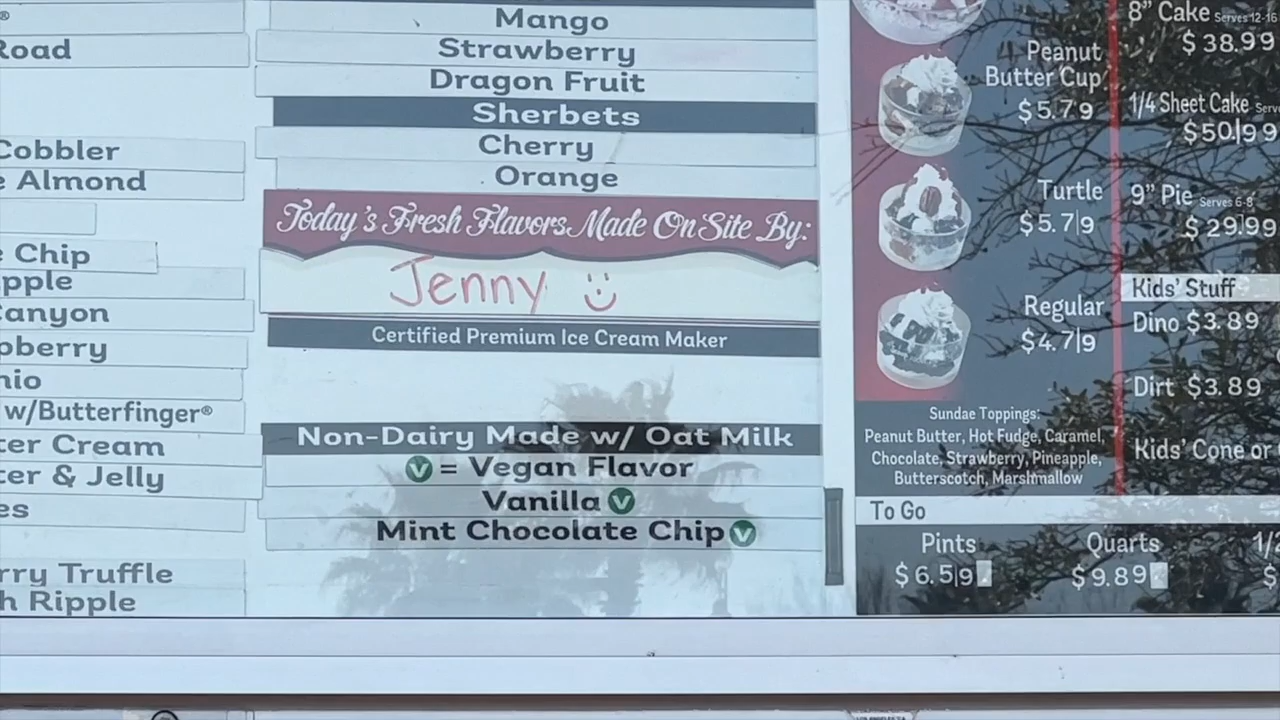 ®
Road
Cobbler
Almond
Chip
Canyon
w/Butterfinger®
Cream
& Jelly
Truffle
Ripple
Mango
Strawberry
Dragon Fruit
Sherbets
Cherry
Orange
Today's Fresh Flavors Made On Site By:
Jenny
Certified Premium Ice Cream Maker
Non-Dairy Made w/ Oat Milk
V = Vegan Flavor
Vanilla V
Mint Chocolate Chip V
Peanut
Butter Cup
$5.79
Turtle
$5.79
Regular
$4.79
Sundae Toppings:
Peanut Butter, Hot Fudge, Caramel,
Chocolate, Strawberry, Pineapple,
Butterscotch, Marshmallow
8" Cake Serves 12-16
$38.99
1/4 Sheet Cake
$50.99
9" Pie Serves 6-8
$29.99
Kids' Stuff
Dino $3.89
Dirt $3.89
Kids' Cone or
To Go
Pints
$6.59
Quarts
$9.89
$